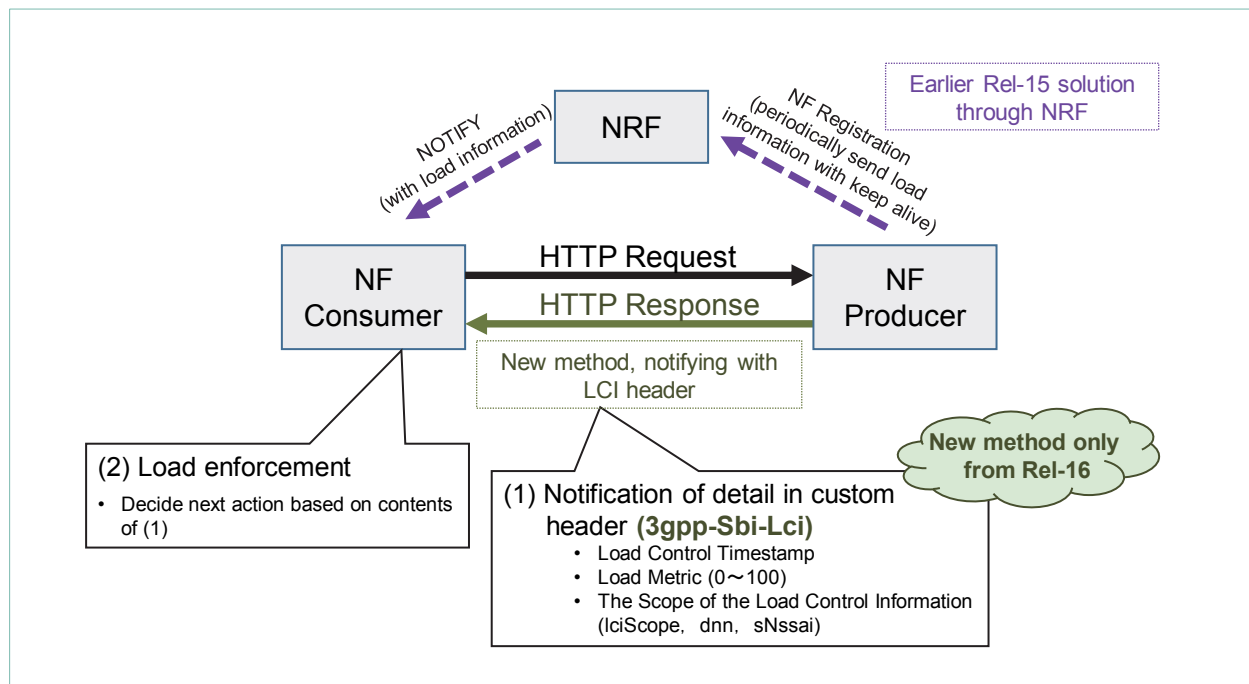 Earlier Rel-15 solution
through NRF
NRF
NOTIFY
(with load information)
NF Registration
(periodically send load
information with keep alive)
NF
Consumer
HTTP Request
HTTP Response
NF
Producer
New method, notifying with
LCI header
New method only
from Rel-16
(2) Load enforcement
• Decide next action based on contents
of (1)
(1) Notification of detail in custom
header (3gpp-Sbi-Lci)
• Load Control Timestamp
• Load Metric (0～100)
• The Scope of the Load Control Information
(lciScope, dnn, sNssai)